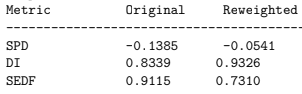 Metric Original Reweighted
----------------------------------------
SPD -0.1385 -0.0541
DI 0.8339 0.9326
SEDF 0.9115 0.7310